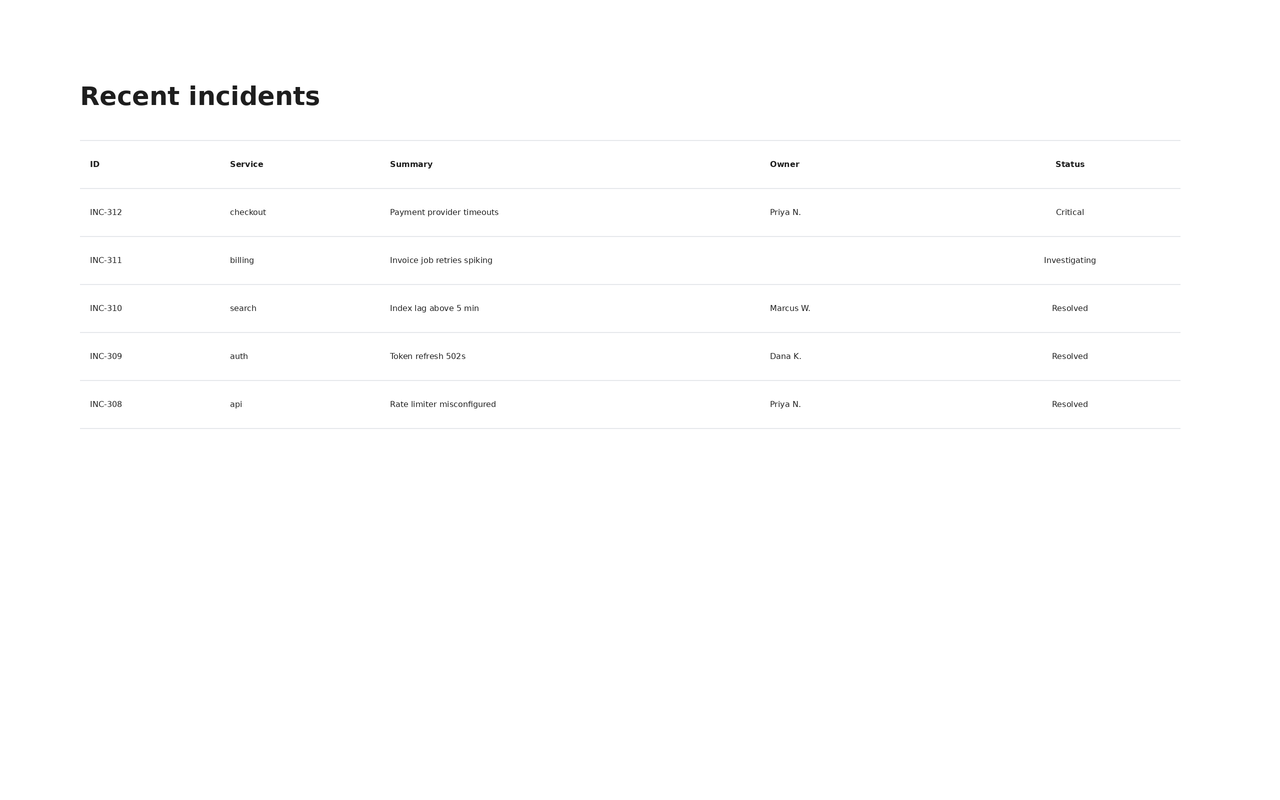 Recent incidents
ID Service Summary Owner Status
INC-312 checkout Payment provider timeouts Priya N. Critical
INC-311 billing Invoice job retries spiking Investigating
INC-310 search Index lag above 5 min Marcus W. Resolved
INC-309 auth Token refresh 502s Dana K. Resolved
INC-308 api Rate limiter misconfigured Priya N. Resolved